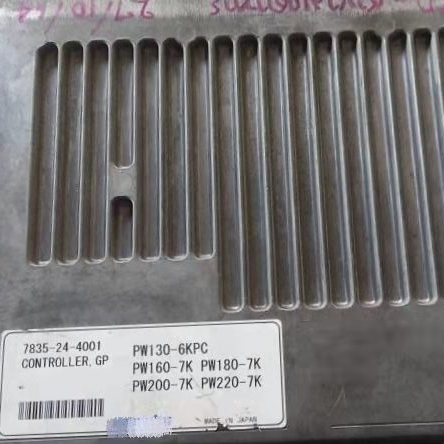 7835-24-4001
CONTROLLER,GP
PW130-6KPC
PW160-7K PW180-7K
PW200-7K PW220-7K
MADE IN JAPAN